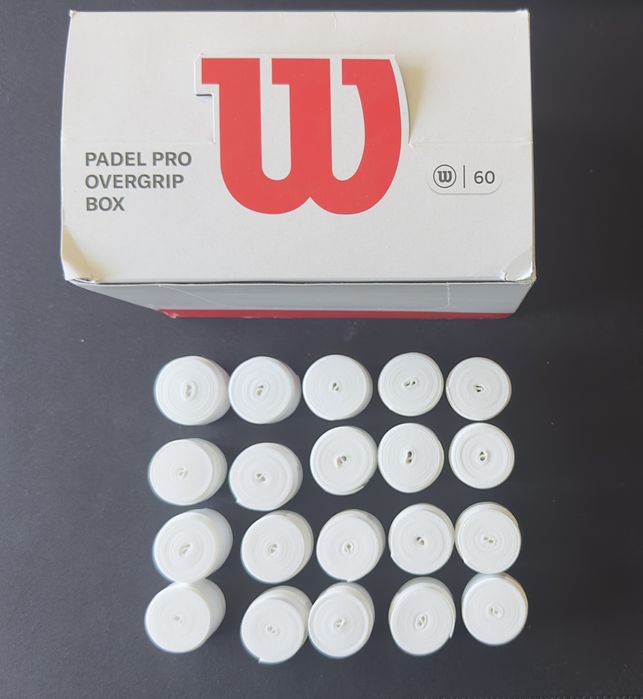 W
PADEL PRO
OVERGRIP
BOX
W | 60